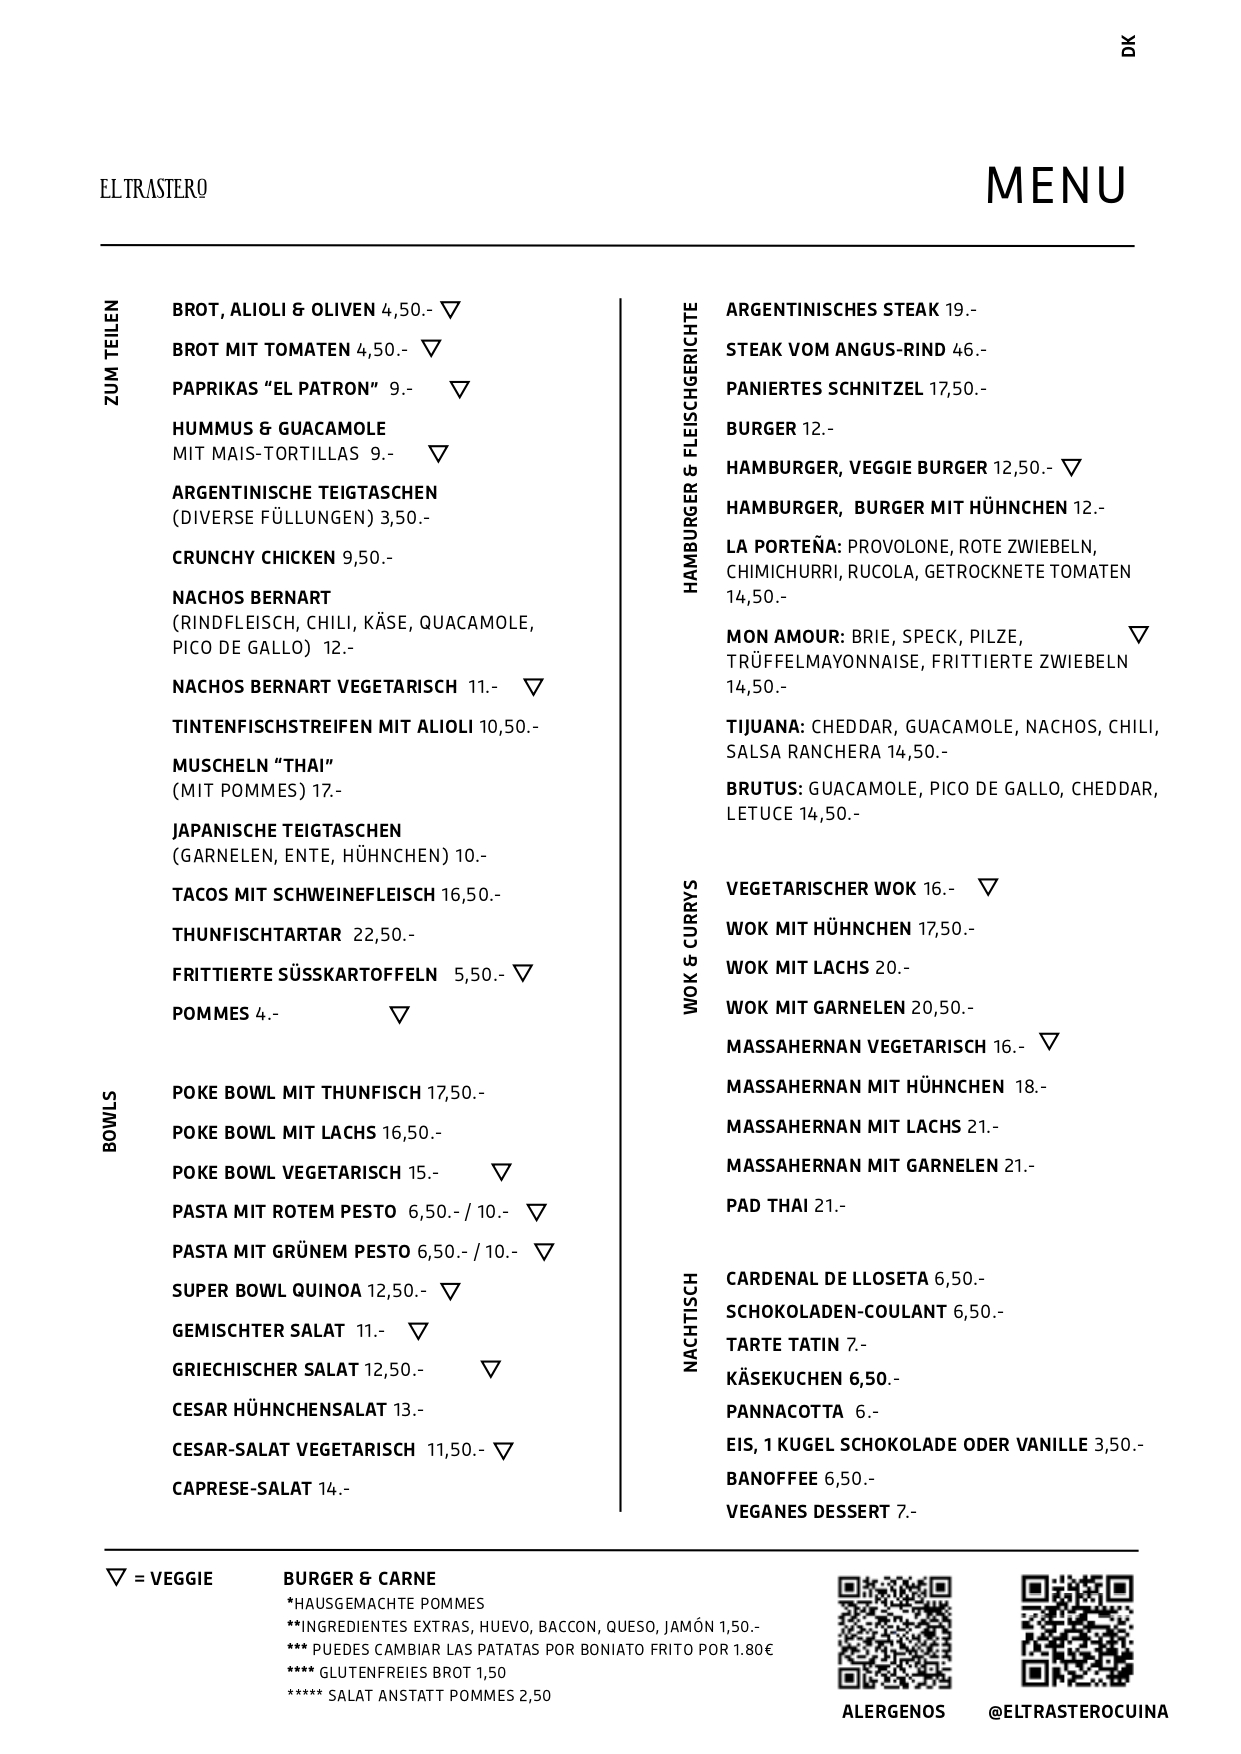 DK
EL TRASTERO
MENU
ZUM TEILEN
BROT, ALIOLI & OLIVEN 4,50.-
BROT MIT TOMATEN 4,50.-
PAPRIKAS “EL PATRON” 9.-
HUMMUS & GUACAMOLE
MIT MAIS-TORTILLAS 9.-
ARGENTINISCHE TEIGTASCHEN
(DIVERSE FÜLLUNGEN) 3,50.-
CRUNCHY CHICKEN 9,50.-
NACHOS BERNART
(RINDFLEISCH, CHILI, KÄSE, QUACAMOLE,
PICO DE GALLO) 12.-
NACHOS BERNART VEGETARISCH 11.-
TINTENFISCHSTREIFEN MIT ALIOLI 10,50.-
MUSCHELN “THAI”
(MIT POMMES) 17.-
JAPANISCHE TEIGTASCHEN
(GARNELEN, ENTE, HÜHNCHEN) 10.-
TACOS MIT SCHWEINEFLEISCH 16,50.-
THUNFISCHTARTAR 22,50.-
FRITTIERTE SÜSSKARTOFFELN 5,50.-
POMMES 4.-
BOWLS
POKE BOWL MIT THUNFISCH 17,50.-
POKE BOWL MIT LACHS 16,50.-
POKE BOWL VEGETARISCH 15.-
PASTA MIT ROTEM PESTO 6,50.- / 10.-
PASTA MIT GRÜNEM PESTO 6,50.- / 10.-
SUPER BOWL QUINOA 12,50.-
GEMISCHTER SALAT 11.-
GRIECHISCHER SALAT 12,50.-
CESAR HÜHNCHENSALAT 13.-
CESAR-SALAT VEGETARISCH 11,50.-
CAPRESE-SALAT 14.-
HAMBURGER & FLEISCHGERICHTE
ARGENTINISCHES STEAK 19.-
STEAK VOM ANGUS-RIND 46.-
PANIERTES SCHNITZEL 17,50.-
BURGER 12.-
HAMBURGER, VEGGIE BURGER 12,50.-
HAMBURGER, BURGER MIT HÜHNCHEN 12.-
LA PORTEÑA: PROVOLONE, ROTE ZWIEBELN,
CHIMICHURRI, RUCOLA, GETROCKNETE TOMATEN
14,50.-
MON AMOUR: BRIE, SPECK, PILZE,
TRÜFFELMAYONNAISE, FRITTIERTE ZWIEBELN
14,50.-
TIJUANA: CHEDDAR, GUACAMOLE, NACHOS, CHILI,
SALSA RANCHERA 14,50.-
BRUTUS: GUACAMOLE, PICO DE GALLO, CHEDDAR,
LETUCE 14,50.-
WOK & CURRYS
VEGETARISCHER WOK 16.-
WOK MIT HÜHNCHEN 17,50.-
WOK MIT LACHS 20.-
WOK MIT GARNELEN 20,50.-
MASSAHERNAN VEGETARISCH 16.-
MASSAHERNAN MIT HÜHNCHEN 18.-
MASSAHERNAN MIT LACHS 21.-
MASSAHERNAN MIT GARNELEN 21.-
PAD THAI 21.-
NACHTISCH
CARDENAL DE LLOSETA 6,50.-
SCHOKOLADEN-COULANT 6,50.-
TARTE TATIN 7.-
KÄSEKUCHEN 6,50.-
PANNACOTTA 6.-
EIS, 1 KUGEL SCHOKOLADE ODER VANILLE 3,50.-
BANOFFEE 6,50.-
VEGANES DESSERT 7.-
= VEGGIE
BURGER & CARNE
*HAUSGEMACHTE POMMES
**INGREDIENTES EXTRAS, HUEVO, BACCON, QUESO, JAMÓN 1,50.-
*** PUEDES CAMBIAR LAS PATATAS POR BONIATO FRITO POR 1.80€
**** GLUTENFREIES BROT 1,50
***** SALAT ANSTATT POMMES 2,50
ALERGENOS
@ELTRASTEROCUINA